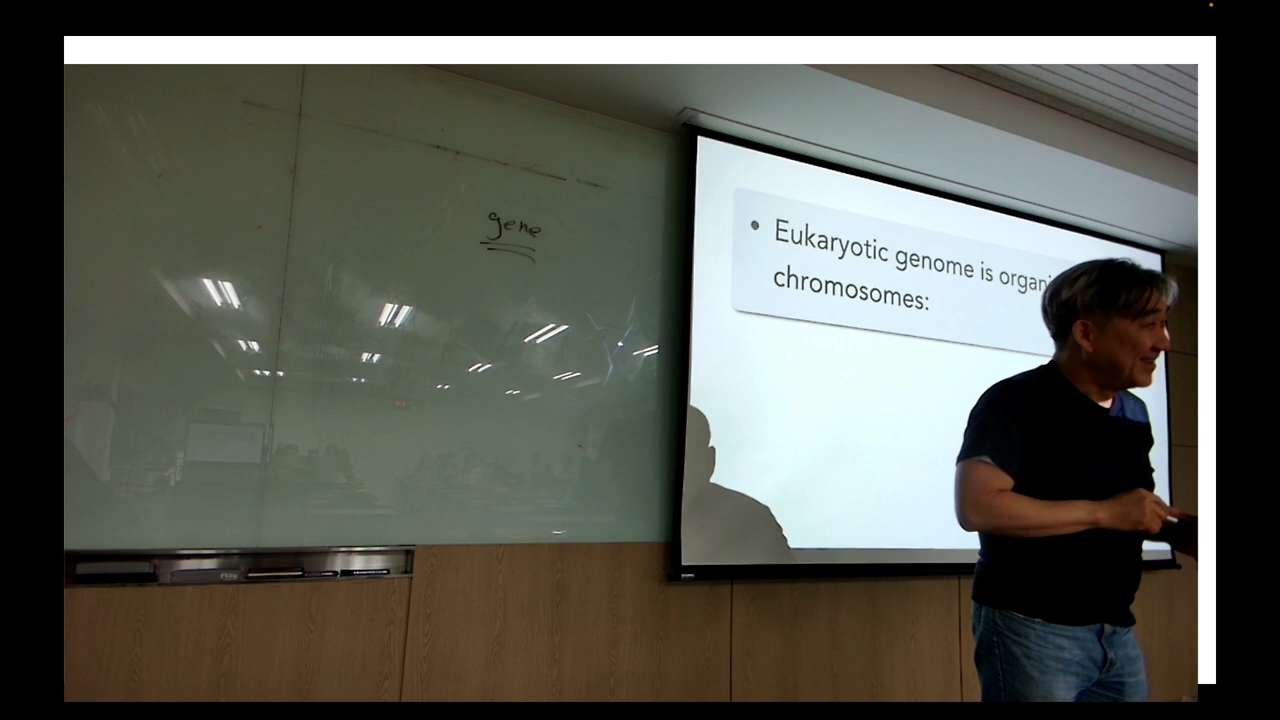 gene
• Eukaryotic genome is organi
chromosomes: